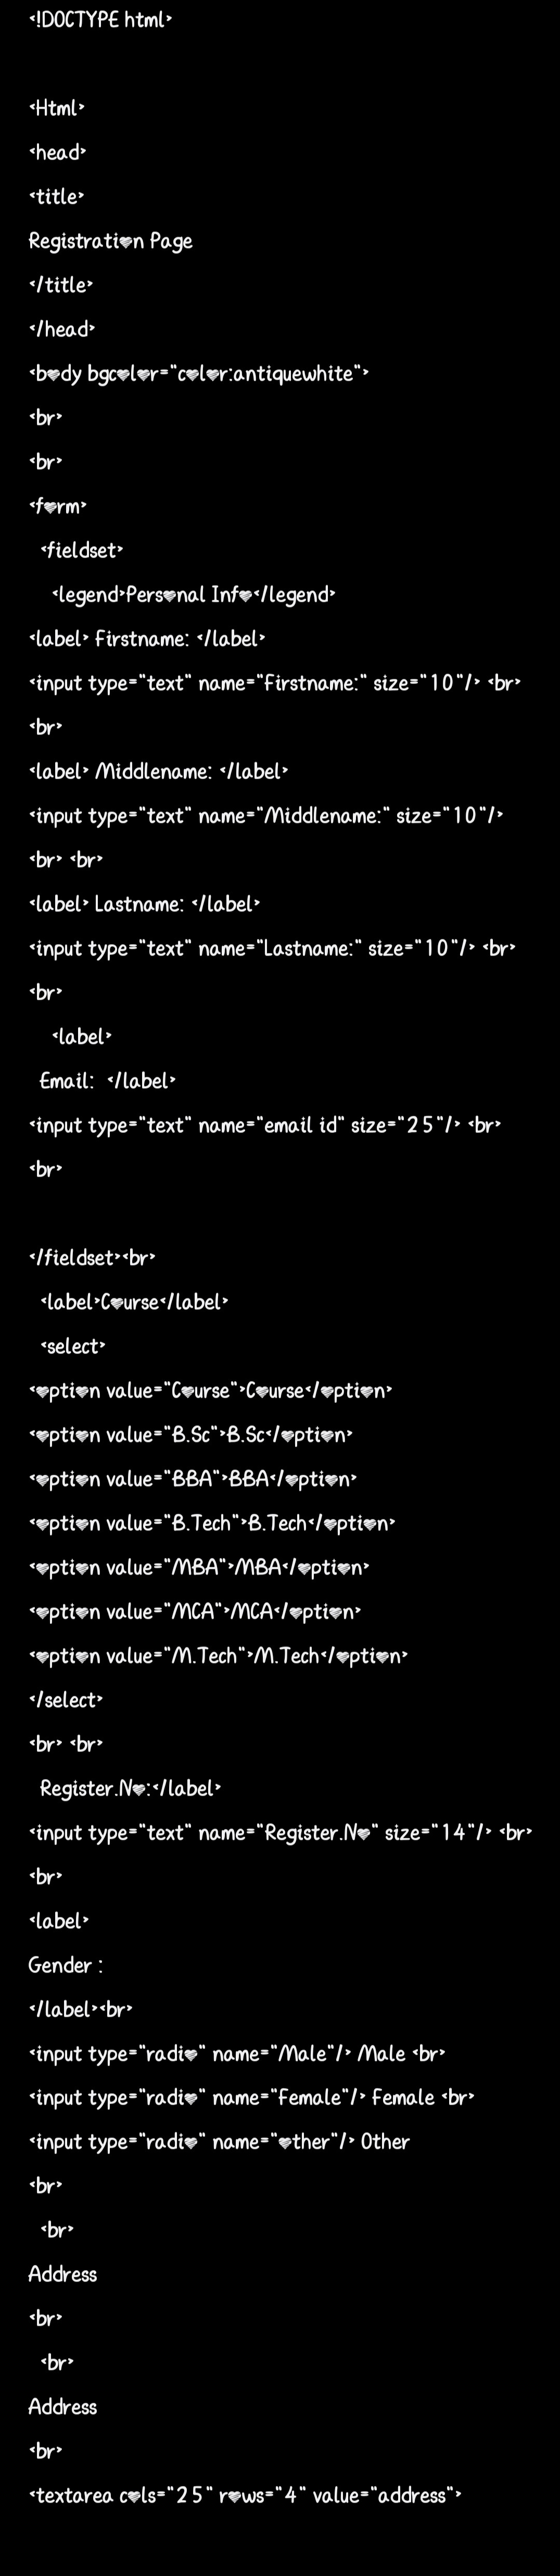 <!DOCTYPE html>
<Html>
<head>
<title>
Registration Page
</title>
</head>
<body bgcolor="color:antiquewhite">
<br>
<br>
<form>
<fieldset>
<legend>Personal Info</legend>
<label> Firstname: </label>
<input type="text" name="Firstname:" size="10"/> <br>
<br>
<label> Middlename: </label>
<input type="text" name="Middlename:" size="10"/>
<br> <br>
<label> Lastname: </label>
<input type="text" name="Lastname:" size="10"/> <br>
<br>
<label>
Email: </label>
<input type="text" name="email id" size="25"/> <br>
<br>
</fieldset><br>
<label>Course</label>
<select>
<option value="Course">Course</option>
<option value="B.Sc">B.Sc</option>
<option value="BBA">BBA</option>
<option value="B.Tech">B.Tech</option>
<option value="MBA">MBA</option>
<option value="MCA">MCA</option>
<option value="M.Tech">M.Tech</option>
</select>
<br> <br>
Register.No:</label>
<input type="text" name="Register.No" size="14"/> <br>
<br>
<label>
Gender :
</label><br>
<input type="radio" name="Male"/> Male <br>
<input type="radio" name="Female"/> Female <br>
<input type="radio" name="other"/> Other
<br>
<br>
Address
<br>
<br>
Address
<br>
<textarea cols="25" rows="4" value="address">